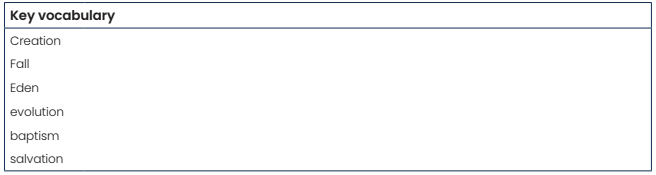 Key vocabulary
Creation
Fall
Eden
evolution
baptism
salvation